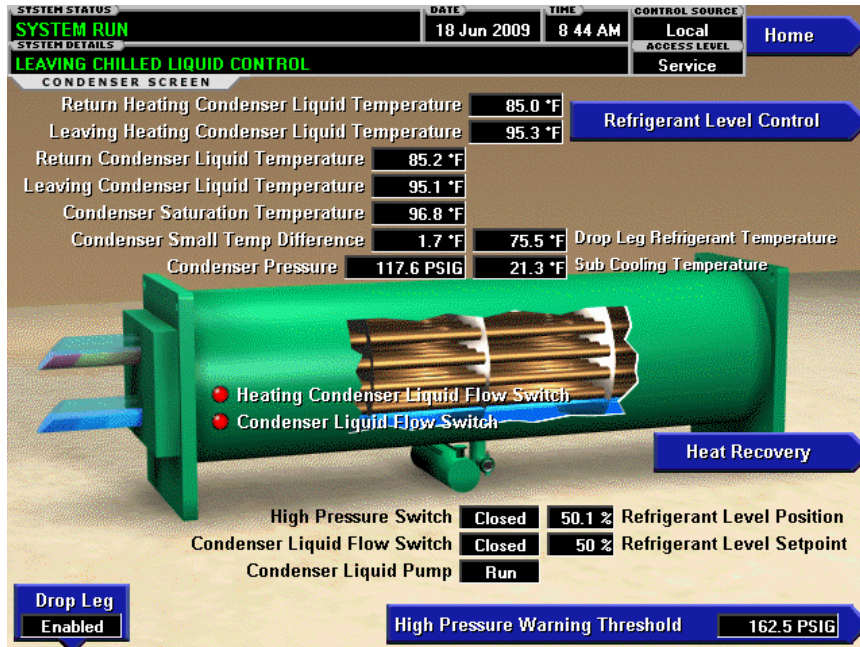 SYSTEM STATUS
SYSTEM RUN
DATE
18 Jun 2009
TIME
8 44 AM
CONTROL SOURCE
Local
Home
SYSTEM DETAILS
LEAVING CHILLED LIQUID CONTROL
ACCESS LEVEL
Service
CONDENSER SCREEN
Return Heating Condenser Liquid Temperature 85.0 °F
Leaving Heating Condenser Liquid Temperature 95.3 °F
Refrigerant Level Control
Return Condenser Liquid Temperature 85.2 °F
Leaving Condenser Liquid Temperature 95.1 °F
Condenser Saturation Temperature 96.8 °F
Condenser Small Temp Difference 1.7 °F 75.5 °F Drop Leg Refrigerant Temperature
Condenser Pressure 117.6 PSIG 21.3 °F Sub Cooling Temperature
Heating Condenser Liquid Flow Switch
Condenser Liquid Flow Switch
Heat Recovery
High Pressure Switch Closed 50.1 % Refrigerant Level Position
Condenser Liquid Flow Switch Closed 50 % Refrigerant Level Setpoint
Condenser Liquid Pump Run
Drop Leg
Enabled
High Pressure Warning Threshold 162.5 PSIG